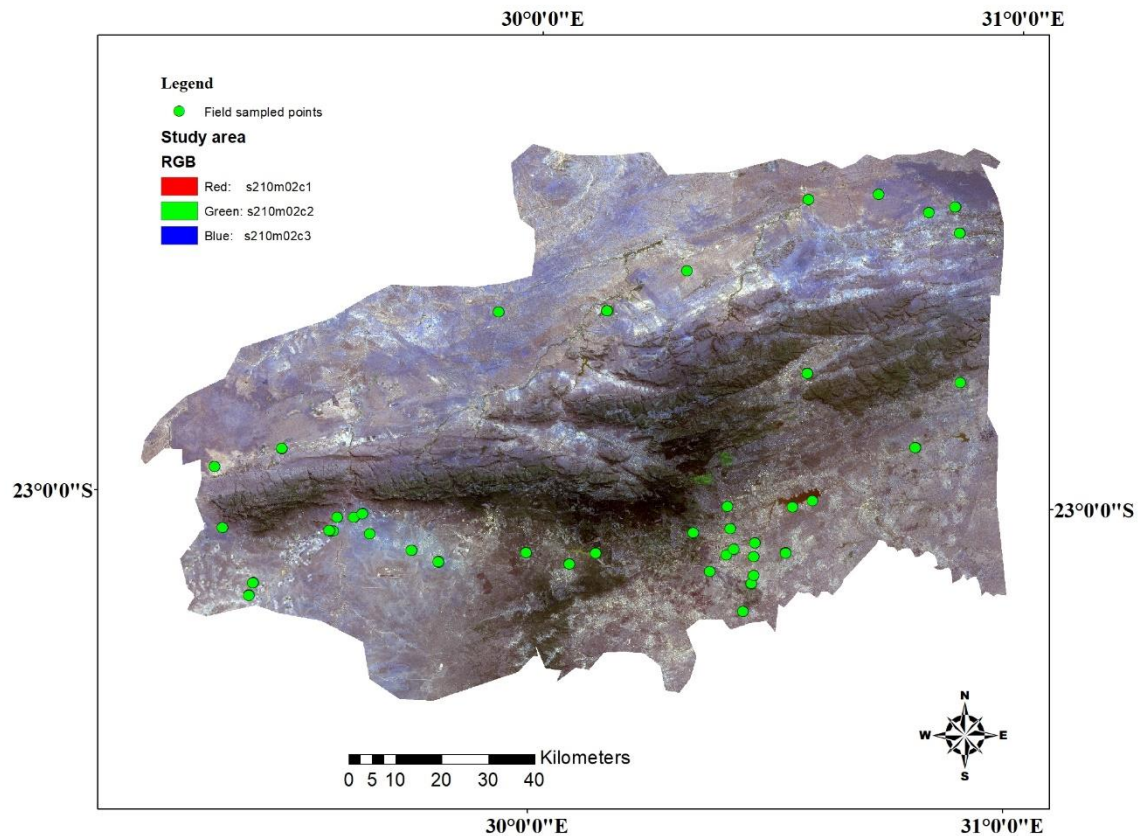 30°0'0"E 31°0'0"E
Legend
Field sampled points
Study area
RGB
Red: s210m02c1
Green: s210m02c2
Blue: s210m02c3
23°0'0"S 23°0'0"S
N
W E
S
Kilometers
0 5 10 20 30 40
30°0'0"E 31°0'0"E